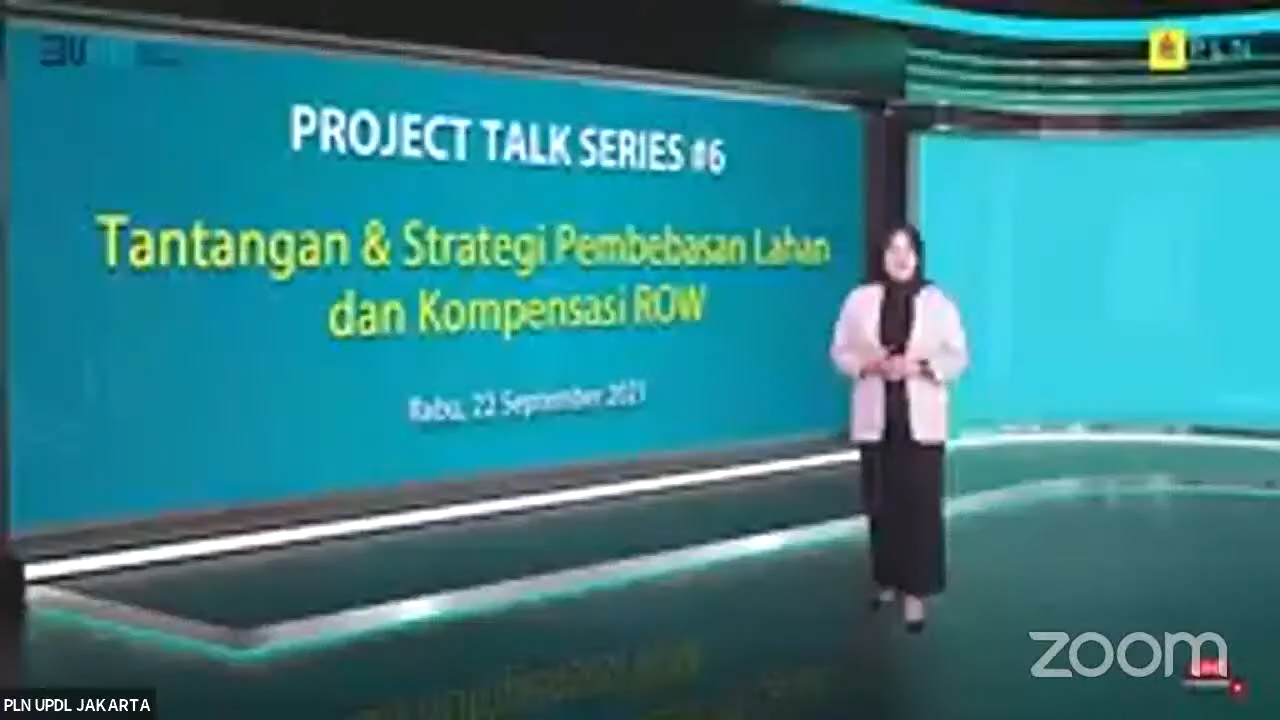 PLN
PROJECT TALK SERIES #6
Tantangan & Strategi Pembebasan Lahan
dan Kompensasi ROW
Rabu, 22 September 2021
zoom
PLN UPDL JAKARTA